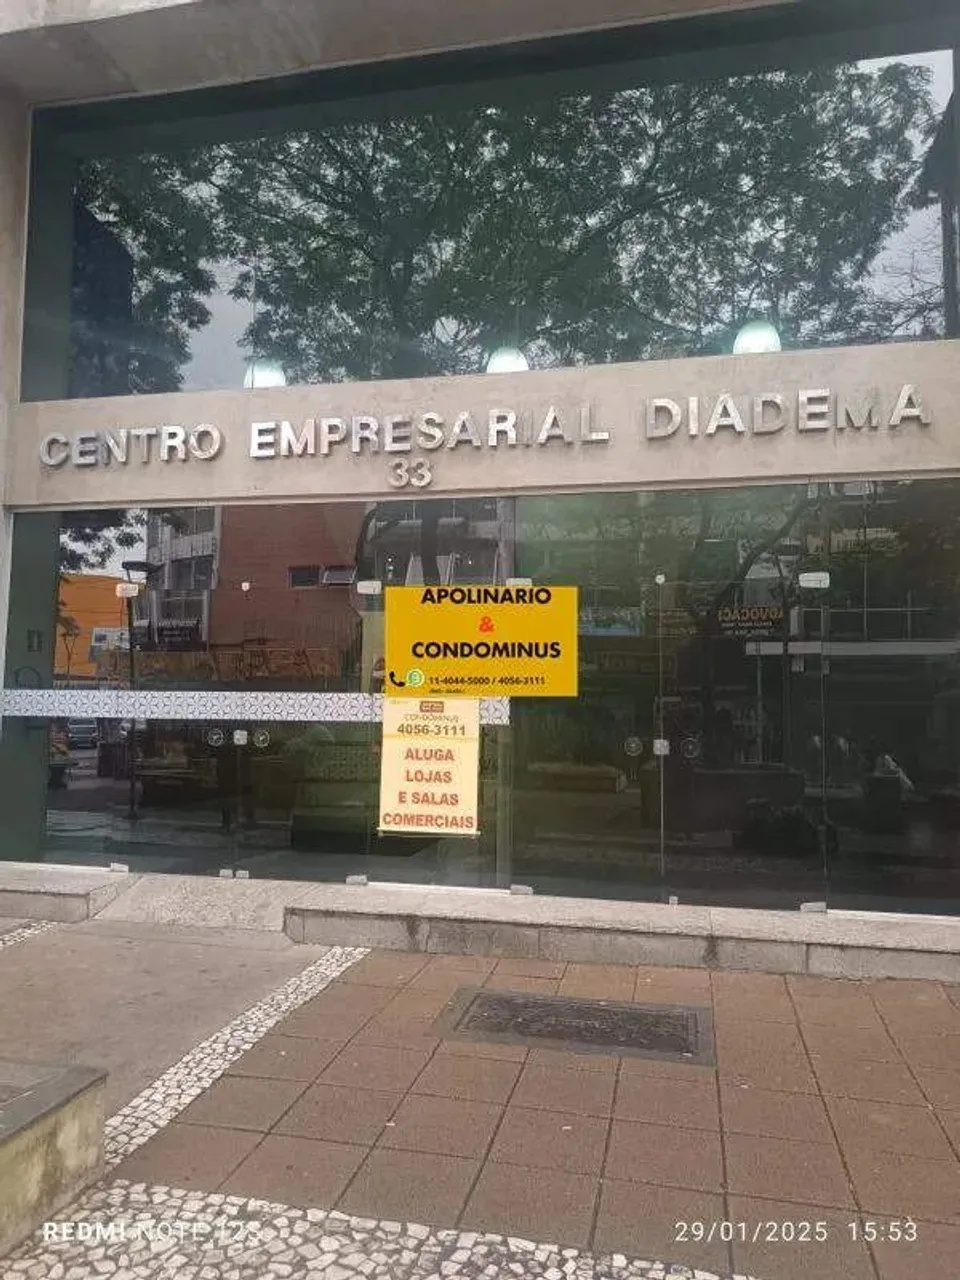 CENTRO EMPRESARIAL DIADEMA
33
APOLINARIO
&
CONDOMINUS
11-4044-5000 / 4056-3111
CONDOMINUS
4056-3111
ALUGA
LOJAS
E SALAS
COMERCIAIS
REDMI NOTE 12S
29/01/2025 15:53